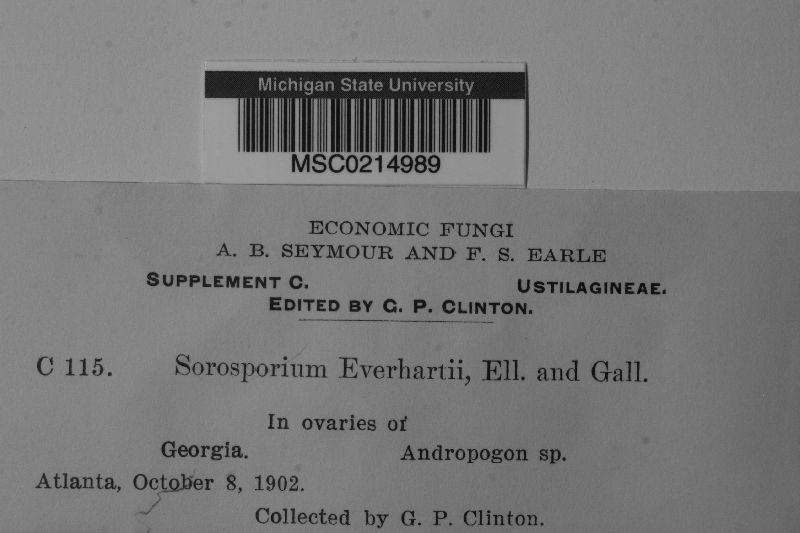 Michigan State University
MSC0214989
ECONOMIC FUNGI
A. B. SEYMOUR AND F. S. EARLE
SUPPLEMENT C. USTILAGINEAE.
EDITED BY G. P. CLINTON.
C 115. Sorosporium Everhartii, Ell. and Gall.
In ovaries of
Georgia. Andropogon sp.
Atlanta, October 8, 1902.
Collected by G. P. Clinton.